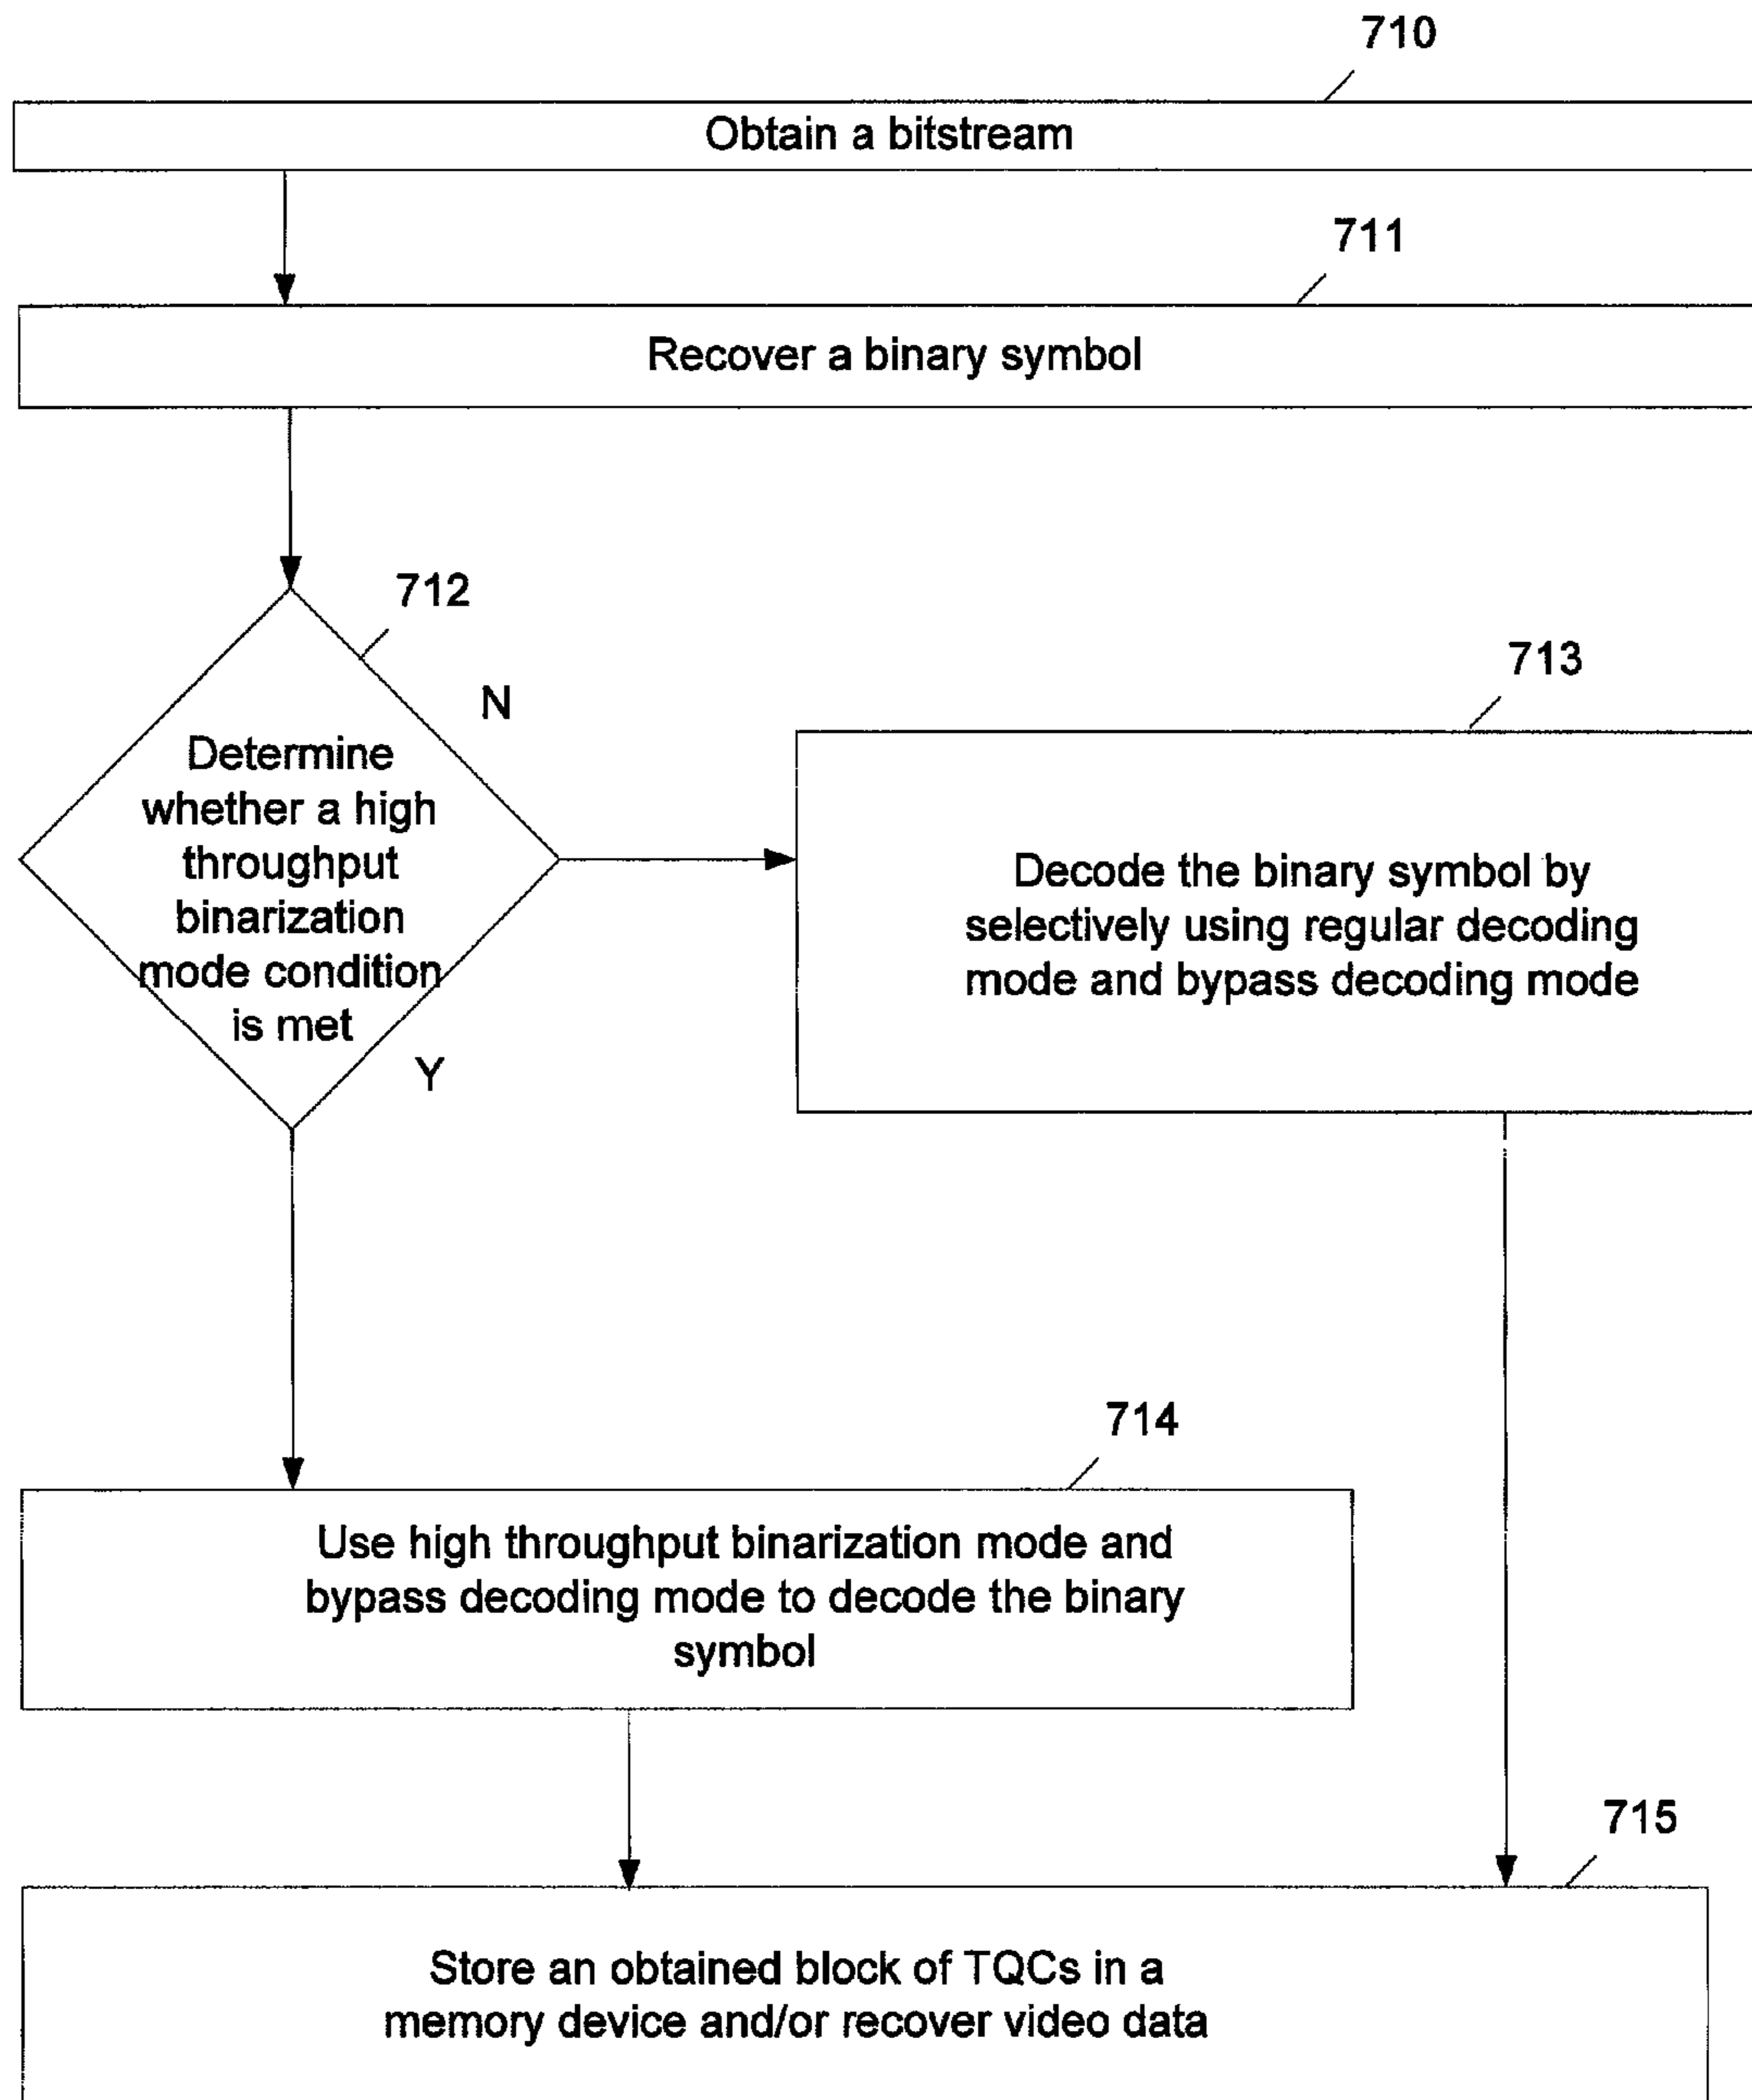 710
Obtain a bitstream
711
Recover a binary symbol
712
N
Determine
whether a high
throughput
binarization
mode condition
is met
Y
713
Decode the binary symbol by
selectively using regular decoding
mode and bypass decoding mode
714
Use high throughput binarization mode and
bypass decoding mode to decode the binary
symbol
715
Store an obtained block of TQCs in a
memory device and/or recover video data